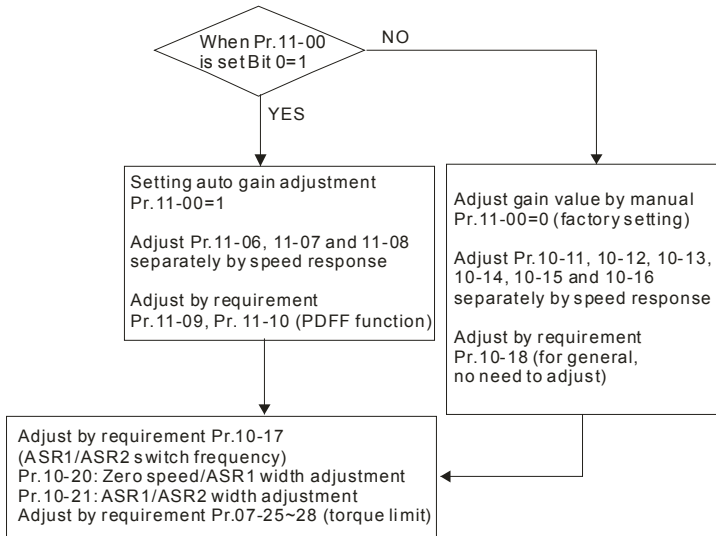 When Pr.11-00
is set Bit 0=1
NO
YES
Setting auto gain adjustment
Pr.11-00=1
Adjust Pr.11-06, 11-07 and 11-08
separately by speed response
Adjust by requirement
Pr.11-09, Pr. 11-10 (PDFF function)
Adjust gain value by manual
Pr.11-00=0 (factory setting)
Adjust Pr.10-11, 10-12, 10-13,
10-14, 10-15 and 10-16
separately by speed response
Adjust by requirement
Pr.10-18 (for general,
no need to adjust)
Adjust by requirement Pr.10-17
(ASR1/ASR2 switch frequency)
Pr.10-20: Zero speed/ASR1 width adjustment
Pr.10-21: ASR1/ASR2 width adjustment
Adjust by requirement Pr.07-25~28 (torque limit)